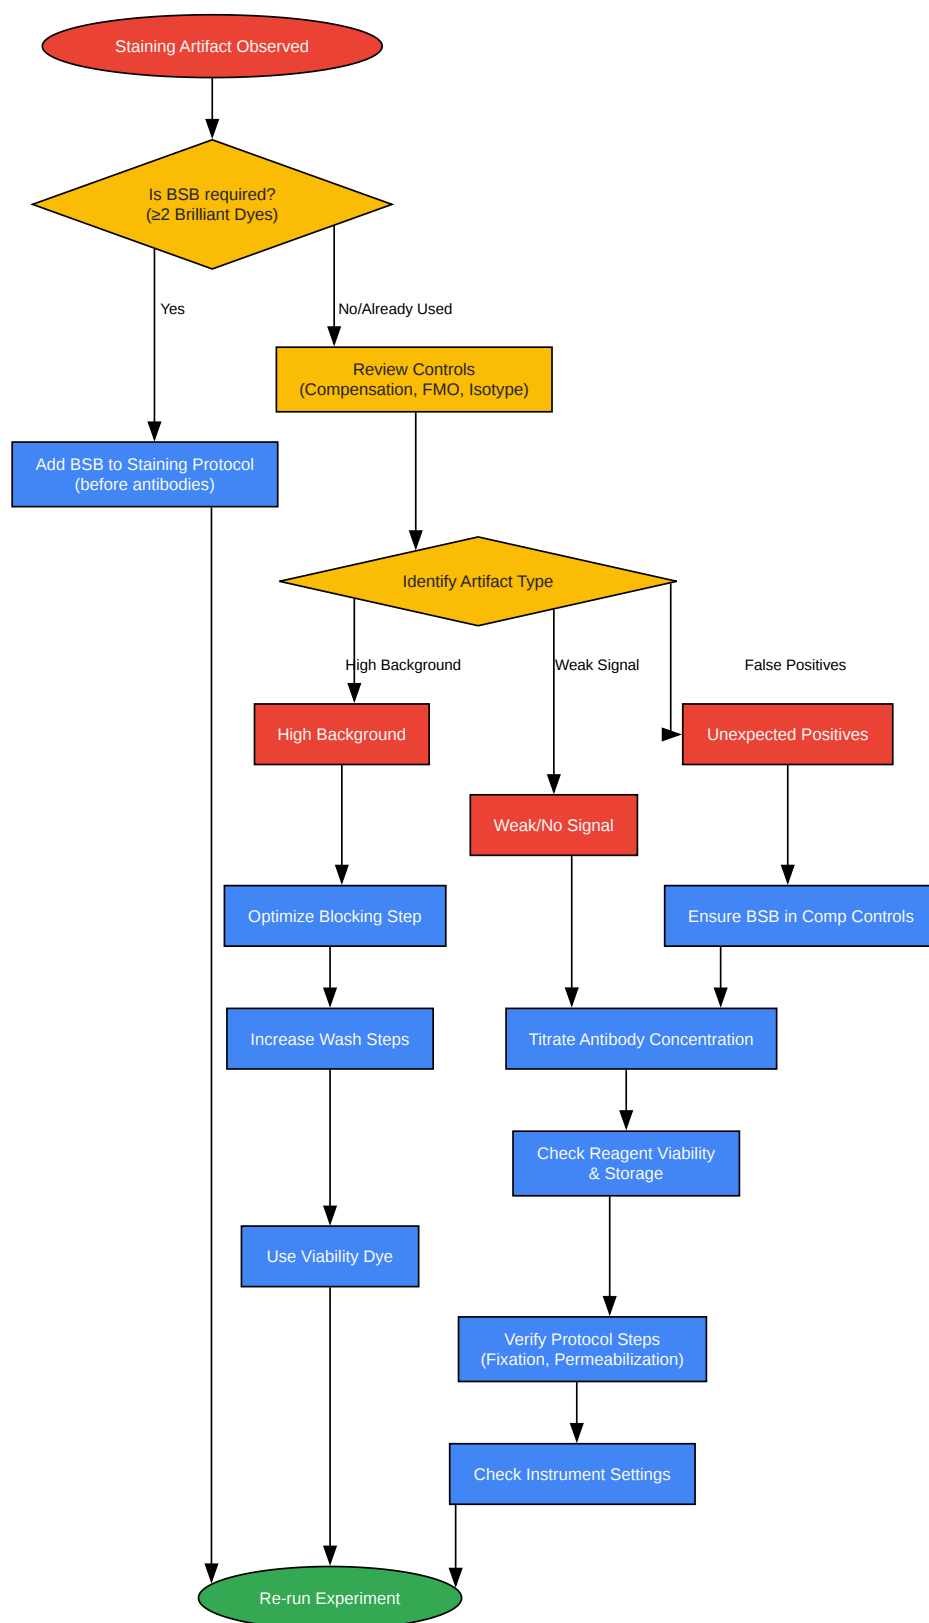 Staining Artifact Observed
Is BSB required?
(≥2 Brilliant Dyes)
Yes
No/Already Used
Review Controls
(Compensation, FMO, Isotype)
Add BSB to Staining Protocol
(before antibodies)
Identify Artifact Type
High Background
Weak Signal
False Positives
High Background
Unexpected Positives
Weak/No Signal
Optimize Blocking Step
Ensure BSB in Comp Controls
Increase Wash Steps
Titrate Antibody Concentration
Check Reagent Viability
& Storage
Use Viability Dye
Verify Protocol Steps
(Fixation, Permeabilization)
Check Instrument Settings
Re-run Experiment